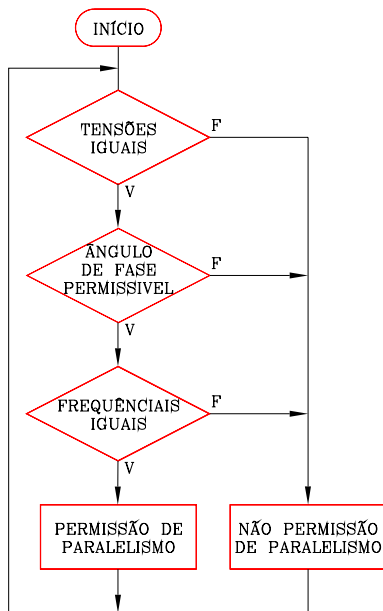 INÍCIO
TENSÕES
IGUAIS
F
V
ÂNGULO
DE FASE
PERMISSIVEL
F
V
FREQUÊNCIAIS
IGUAIS
F
V
PERMISSÃO DE
PARALELISMO
NÃO PERMISSÃO
DE PARALELISMO